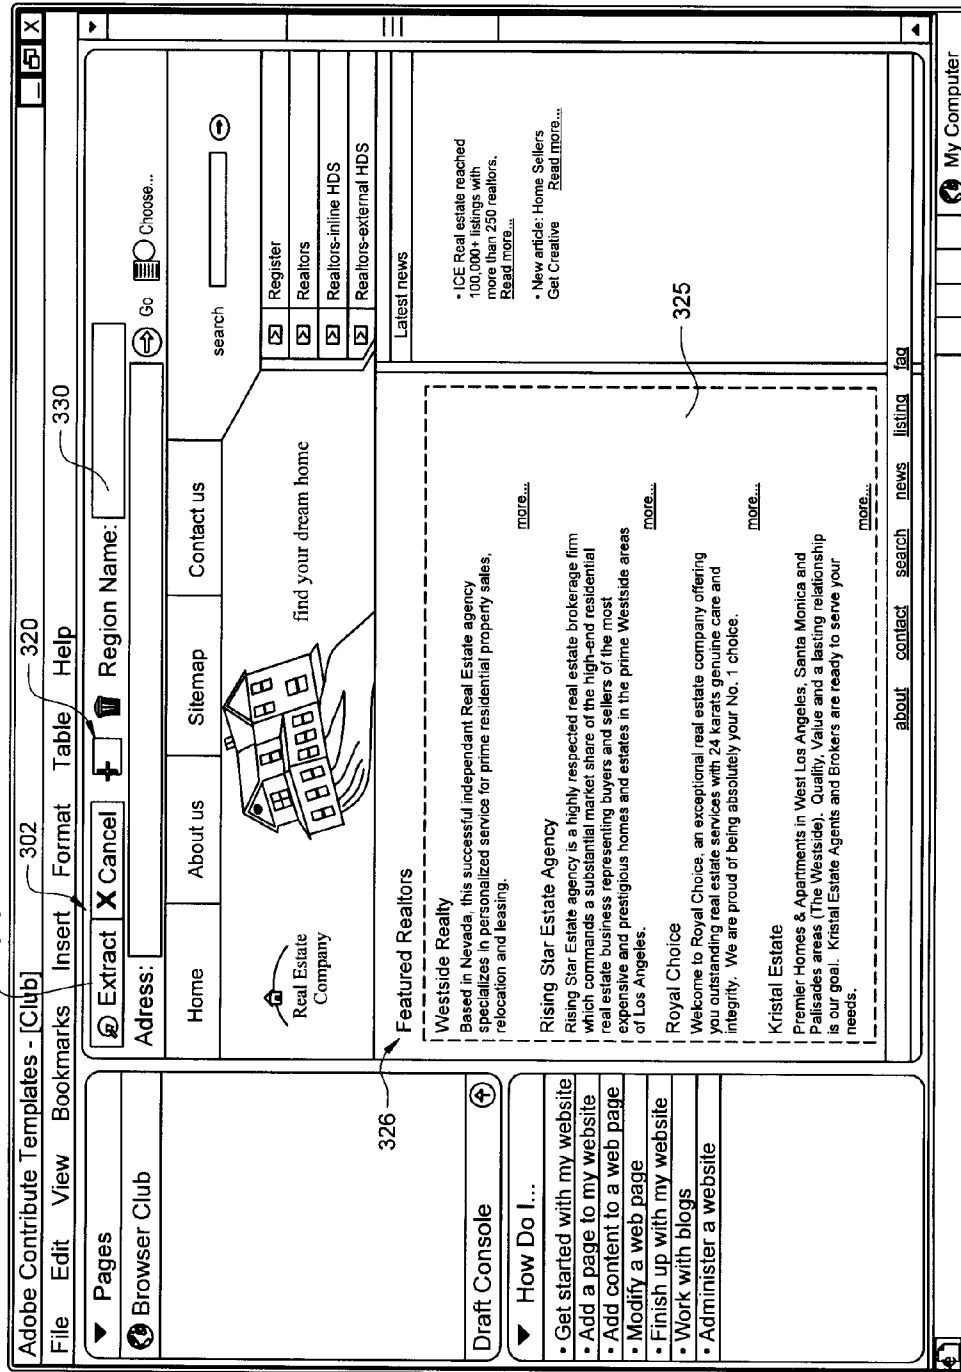 Adobe Contribute Templates - [Club]
File Edit View Bookmarks Insert Format Table Help
302
320
330
Pages
Browser Club
Draft Console
How Do I...
• Get started with my website
• Add a page to my website
• Add content to a web page
• Modify a web page
• Finish up with my website
• Work with blogs
• Administer a website
Extract X Cancel Region Name:
Adress: Go Choose...
Home About us Sitemap Contact us
search
Real Estate
Company
find your dream home
Register
Realtors
Realtors-inline HDS
Realtors-external HDS
326
Featured Realtors
Westside Realty
Based in Nevada, this successful independant Real Estate agency
specializes in personalized service for prime residential property sales,
relocation and leasing.
more...
Rising Star Estate Agency
Rising Star Estate agency is a highly respected real estate brokerage firm
which commands a substantial market share of the high-end residential
real estate business representing buyers and sellers of the most
expensive and prestigious homes and estates in the prime Westside areas
of Los Angeles.
more...
Royal Choice
Welcome to Royal Choice, an exceptional real estate company offering
you outstanding real estate services with 24 karats genuine care and
integrity. We are proud of being absolutely your No. 1 choice.
more...
Kristal Estate
Premier Homes & Apartments in West Los Angeles, Santa Monica and
Palisades areas (The Westside). Quality, Value and a lasting relationship
is our goal. Kristal Estate Agents and Brokers are ready to serve your
needs.
more...
325
Latest news
• ICE Real estate reached
100,000+ listings with
more than 250 realtors.
Read more...
• New article: Home Sellers
Get Creative Read more...
about contact search news listing faq
My Computer